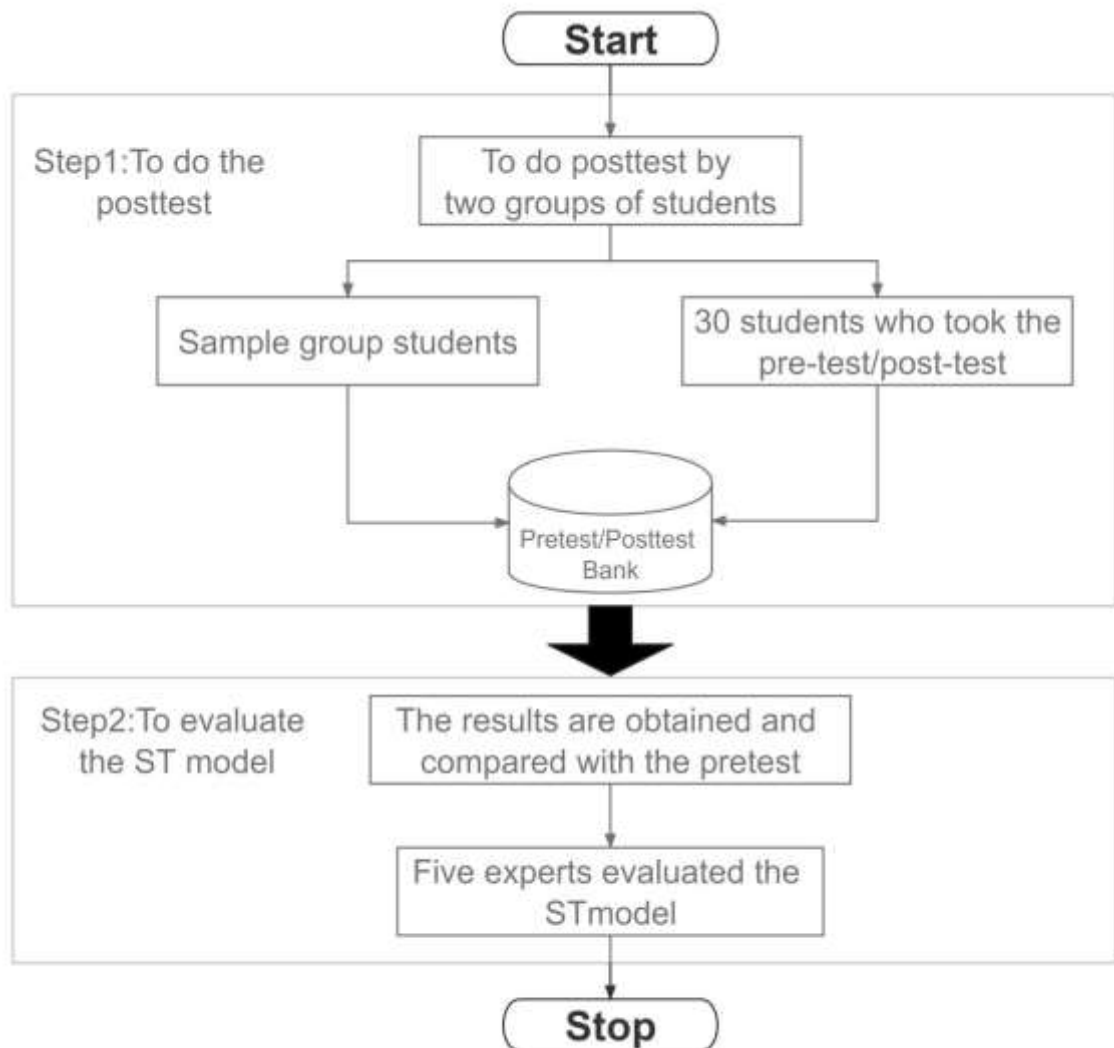 Start
Step1:To do the
posttest
To do posttest by
two groups of students
Sample group students
30 students who took the
pre-test/post-test
Pretest/Posttest
Bank
Step2:To evaluate
the ST model
The results are obtained and
compared with the pretest
Five experts evaluated the
STmodel
Stop